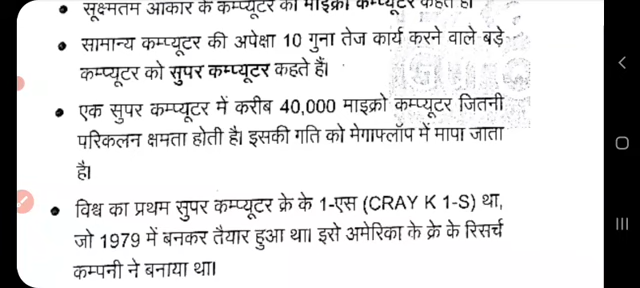 सूक्ष्मतम आकार के कम्प्यूटर को माइक्रो कम्प्यूटर कहते हैं।
• सामान्य कम्प्यूटर की अपेक्षा 10 गुना तेज कार्य करने वाले बड़े
कम्प्यूटर को सुपर कम्प्यूटर कहते हैं।
• एक सुपर कम्प्यूटर में करीब 40,000 माइक्रो कम्प्यूटर जितनी
परिकलन क्षमता होती है। इसकी गति को मेगाफ्लॉप में मापा जाता
है।
• विश्व का प्रथम सुपर कम्प्यूटर क्रे के 1-एस (CRAY K 1-S) था,
जो 1979 में बनकर तैयार हुआ था। इसे अमेरिका के क्रे के रिसर्च
कम्पनी ने बनाया था।